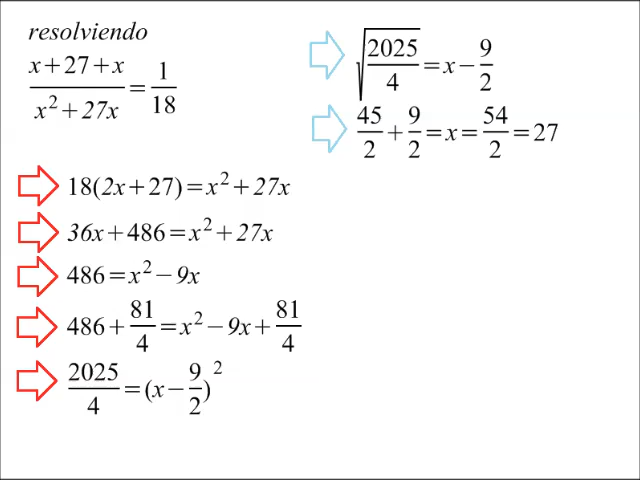 resolviendo
(x+27+x)/(x²+27x) = 1/18
18(2x+27)=x²+27x
36x+486=x²+27x
486=x²−9x
486+81/4=x²−9x+81/4
2025/4=(x−9/2)²
√(2025/4)=x−9/2
45/2+9/2=x=54/2=27